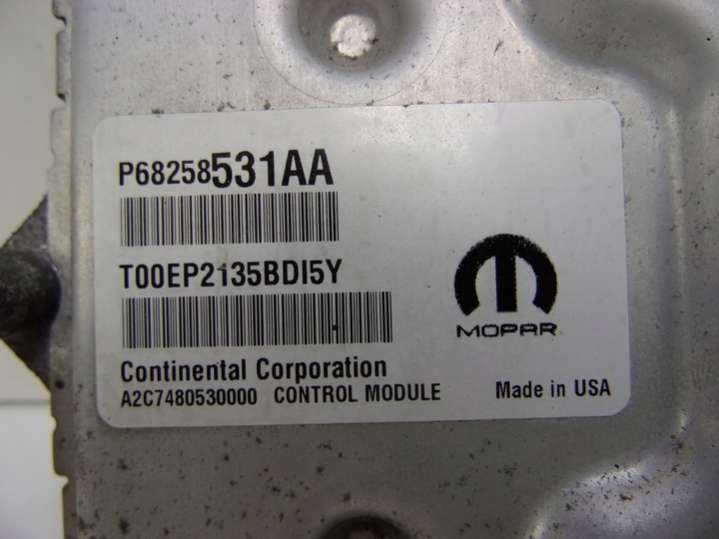 P68258531AA
T00EP2135BDI5Y
MOPAR
Continental Corporation
A2C7480530000 CONTROL MODULE
Made in USA